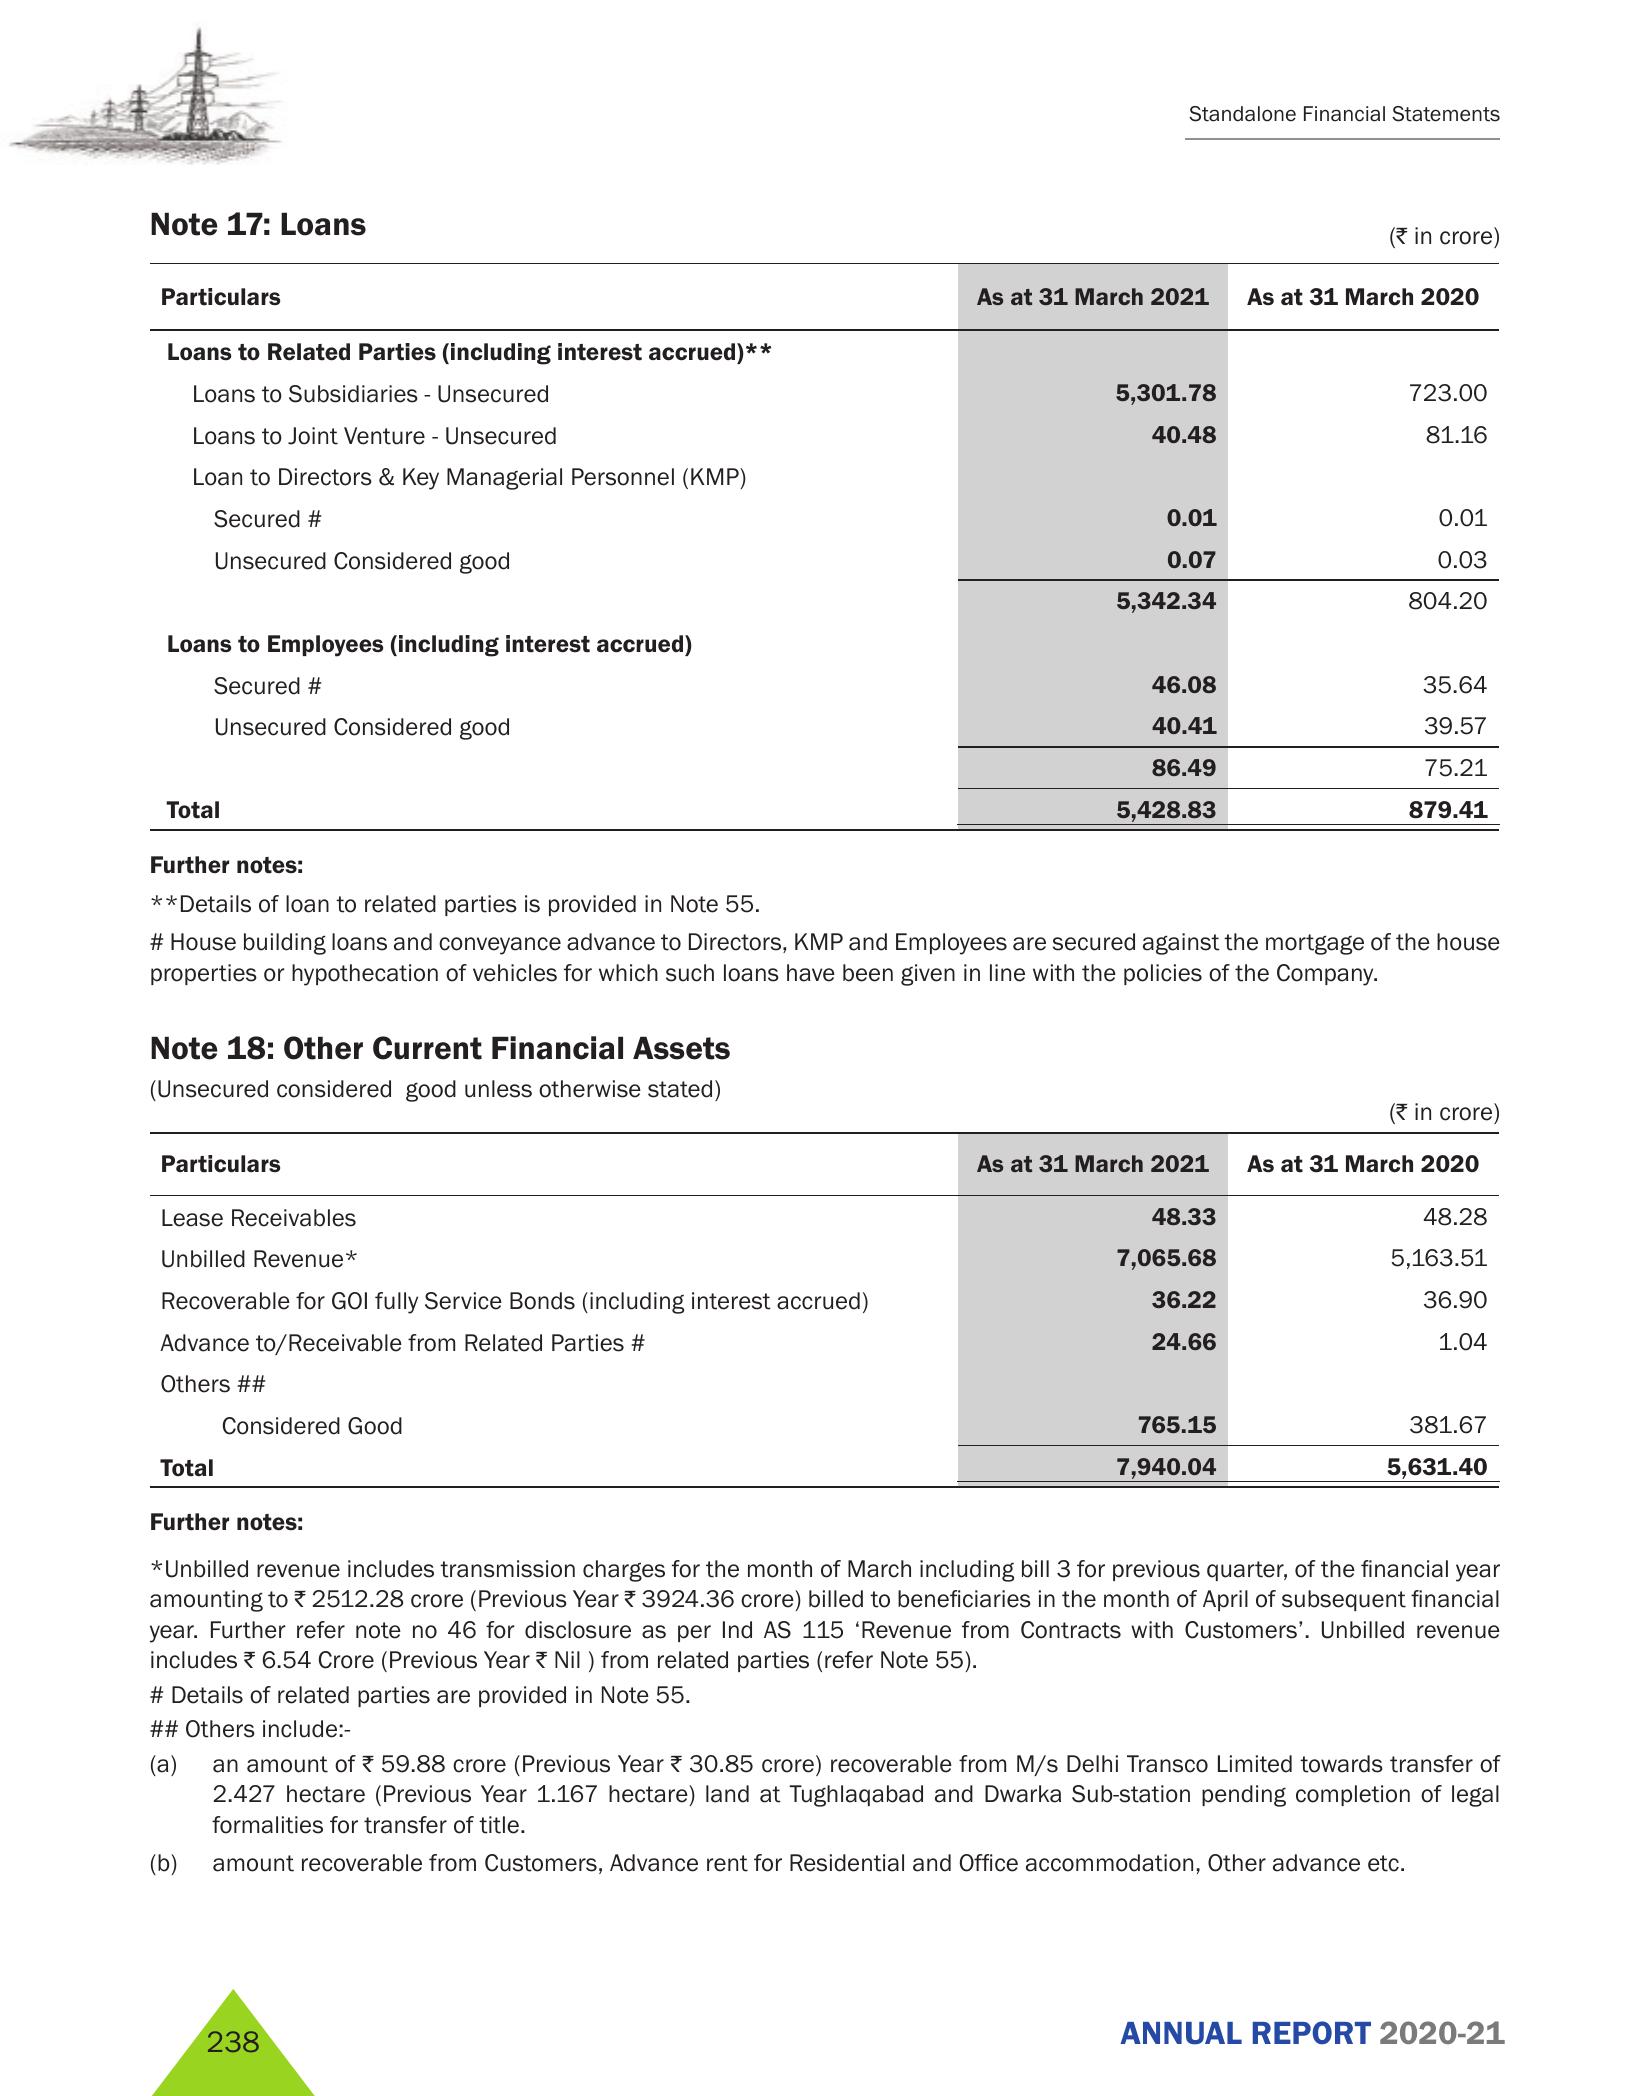 Standalone Financial Statements
Note 17: Loans
(₹ in crore)
Particulars As at 31 March 2021 As at 31 March 2020
Loans to Related Parties (including interest accrued)**
Loans to Subsidiaries - Unsecured 5,301.78 723.00
Loans to Joint Venture - Unsecured 40.48 81.16
Loan to Directors & Key Managerial Personnel (KMP)
Secured # 0.01 0.01
Unsecured Considered good 0.07 0.03
5,342.34 804.20
Loans to Employees (including interest accrued)
Secured # 46.08 35.64
Unsecured Considered good 40.41 39.57
86.49 75.21
Total 5,428.83 879.41
Further notes:
**Details of loan to related parties is provided in Note 55.
# House building loans and conveyance advance to Directors, KMP and Employees are secured against the mortgage of the house
properties or hypothecation of vehicles for which such loans have been given in line with the policies of the Company.
Note 18: Other Current Financial Assets
(Unsecured considered good unless otherwise stated)
(₹ in crore)
Particulars As at 31 March 2021 As at 31 March 2020
Lease Receivables 48.33 48.28
Unbilled Revenue* 7,065.68 5,163.51
Recoverable for GOI fully Service Bonds (including interest accrued) 36.22 36.90
Advance to/Receivable from Related Parties # 24.66 1.04
Others ##
Considered Good 765.15 381.67
Total 7,940.04 5,631.40
Further notes:
*Unbilled revenue includes transmission charges for the month of March including bill 3 for previous quarter, of the financial year
amounting to ₹ 2512.28 crore (Previous Year ₹ 3924.36 crore) billed to beneficiaries in the month of April of subsequent financial
year. Further refer note no 46 for disclosure as per Ind AS 115 ‘Revenue from Contracts with Customers’. Unbilled revenue
includes ₹ 6.54 Crore (Previous Year ₹ Nil ) from related parties (refer Note 55).
# Details of related parties are provided in Note 55.
## Others include:-
(a) an amount of ₹ 59.88 crore (Previous Year ₹ 30.85 crore) recoverable from M/s Delhi Transco Limited towards transfer of
2.427 hectare (Previous Year 1.167 hectare) land at Tughlaqabad and Dwarka Sub-station pending completion of legal
formalities for transfer of title.
(b) amount recoverable from Customers, Advance rent for Residential and Office accommodation, Other advance etc.
238
ANNUAL REPORT 2020-21